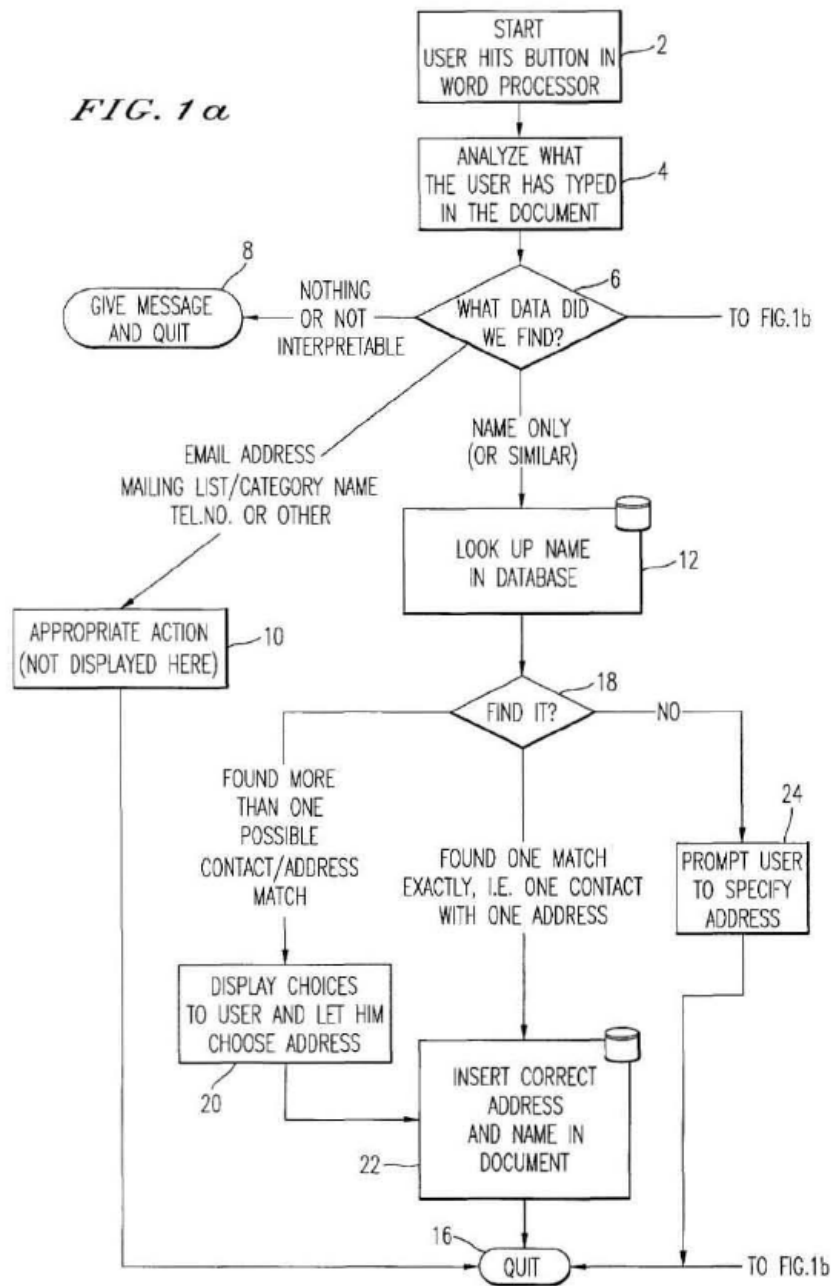 START
USER HITS BUTTON IN
WORD PROCESSOR
2
FIG. 1a
ANALYZE WHAT
THE USER HAS TYPED
IN THE DOCUMENT
4
8
GIVE MESSAGE
AND QUIT
NOTHING
OR NOT
INTERPRETABLE
6
WHAT DATA DID
WE FIND?
TO FIG.1b
EMAIL ADDRESS
MAILING LIST/CATEGORY NAME
TEL.NO. OR OTHER
NAME ONLY
(OR SIMILAR)
LOOK UP NAME
IN DATABASE
12
APPROPRIATE ACTION
(NOT DISPLAYED HERE)
10
18
FIND IT?
NO
FOUND MORE
THAN ONE
POSSIBLE
CONTACT/ADDRESS
MATCH
FOUND ONE MATCH
EXACTLY, I.E. ONE CONTACT
WITH ONE ADDRESS
24
PROMPT USER
TO SPECIFY
ADDRESS
DISPLAY CHOICES
TO USER AND LET HIM
CHOOSE ADDRESS
20
INSERT CORRECT
ADDRESS
AND NAME IN
DOCUMENT
22
16
QUIT
TO FIG.1b